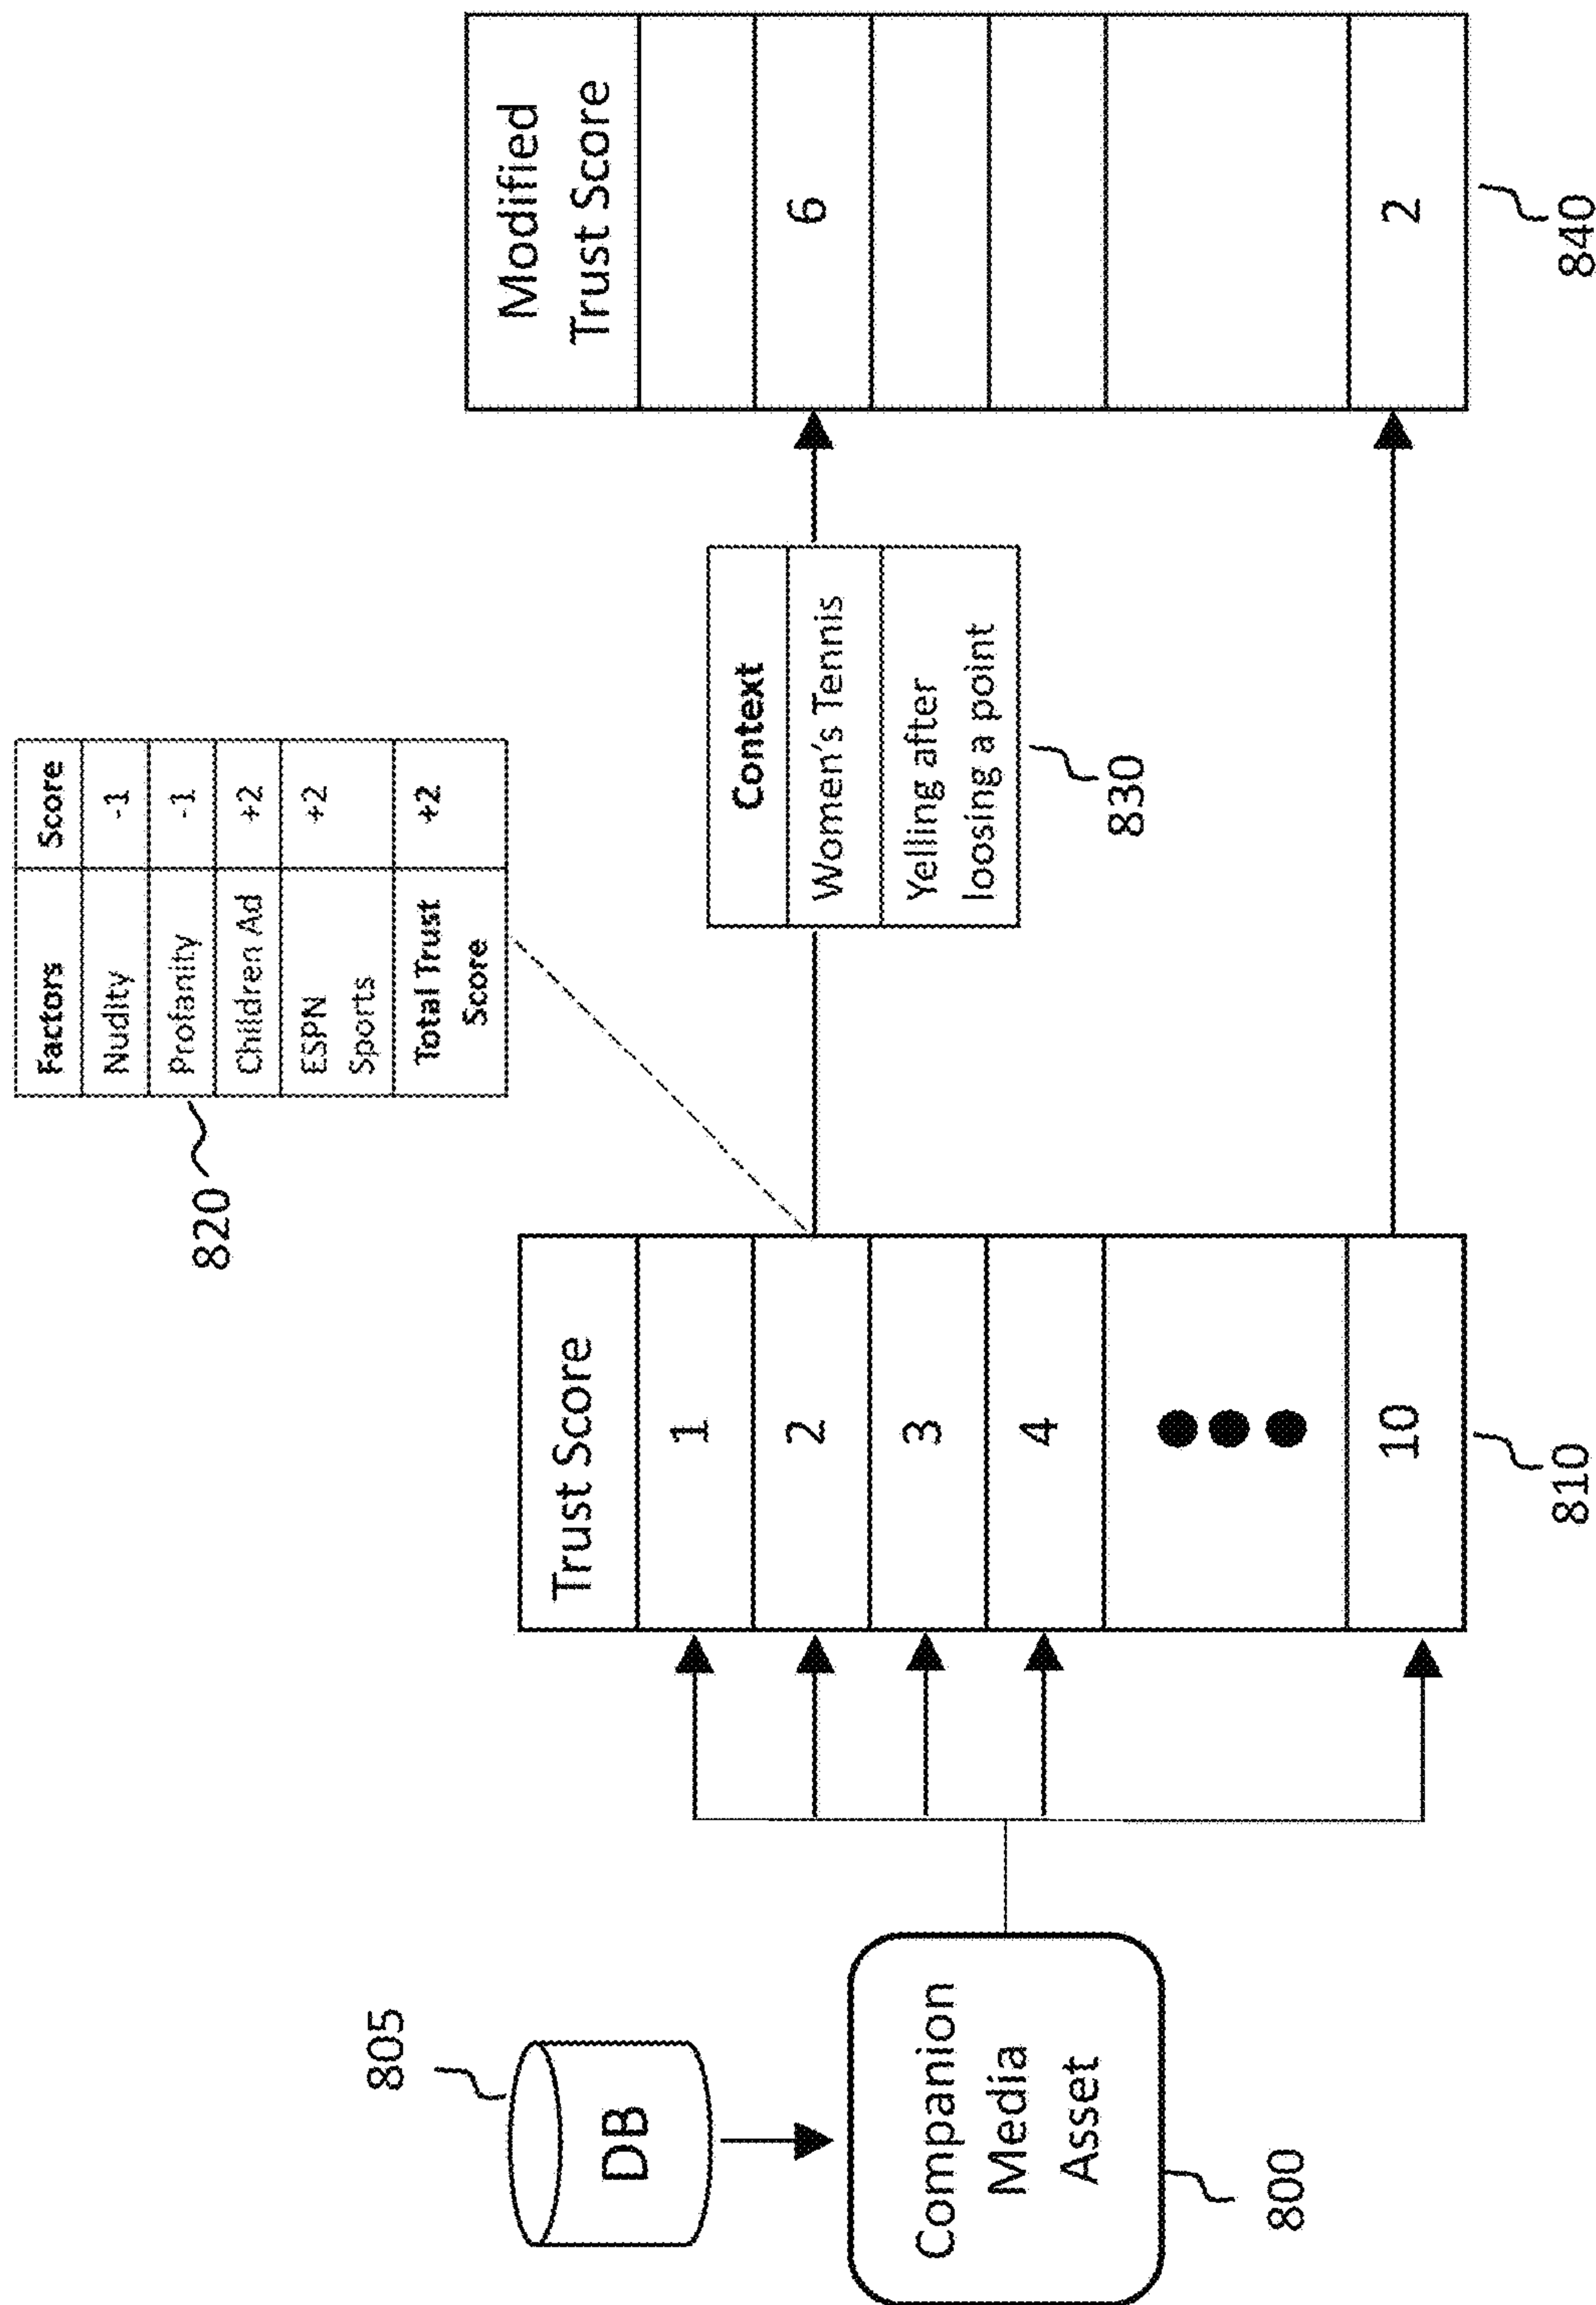 805
DB
Companion
Media
Asset
800
Trust Score
1
2
3
4
10
810
820
Factors Score
Nudity -1
Profanity -1
Children Ad +2
ESPN +2
Sports
Total Trust +2
Score
Context
Women's Tennis
Yelling after
loosing a point
830
Modified
Trust Score
6
2
840